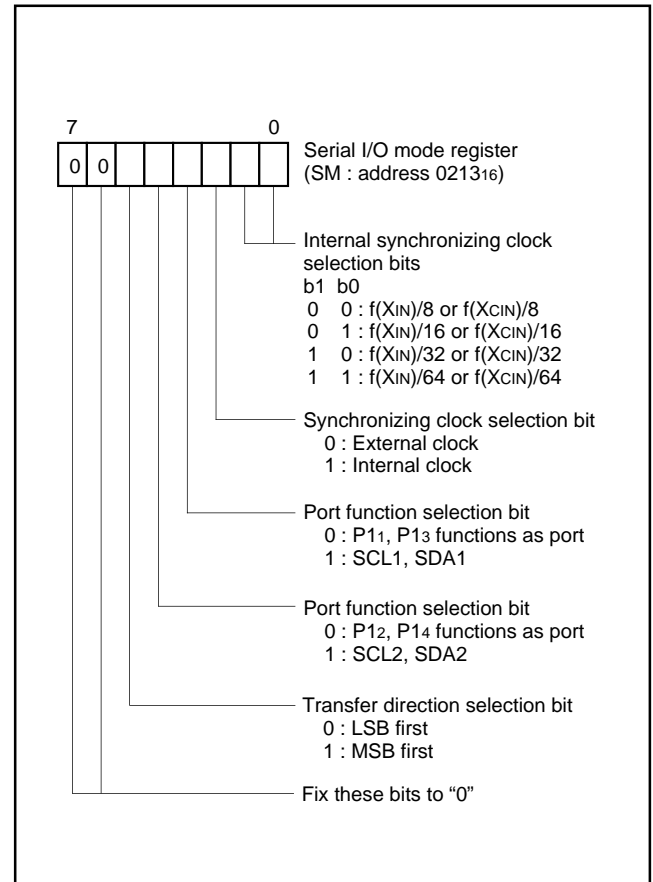 7 0
0 0
Serial I/O mode register
(SM : address 021316)
Internal synchronizing clock
selection bits
b1 b0
0 0 : f(XIN)/8 or f(XCIN)/8
0 1 : f(XIN)/16 or f(XCIN)/16
1 0 : f(XIN)/32 or f(XCIN)/32
1 1 : f(XIN)/64 or f(XCIN)/64
Synchronizing clock selection bit
0 : External clock
1 : Internal clock
Port function selection bit
0 : P11, P13 functions as port
1 : SCL1, SDA1
Port function selection bit
0 : P12, P14 functions as port
1 : SCL2, SDA2
Transfer direction selection bit
0 : LSB first
1 : MSB first
Fix these bits to “0”